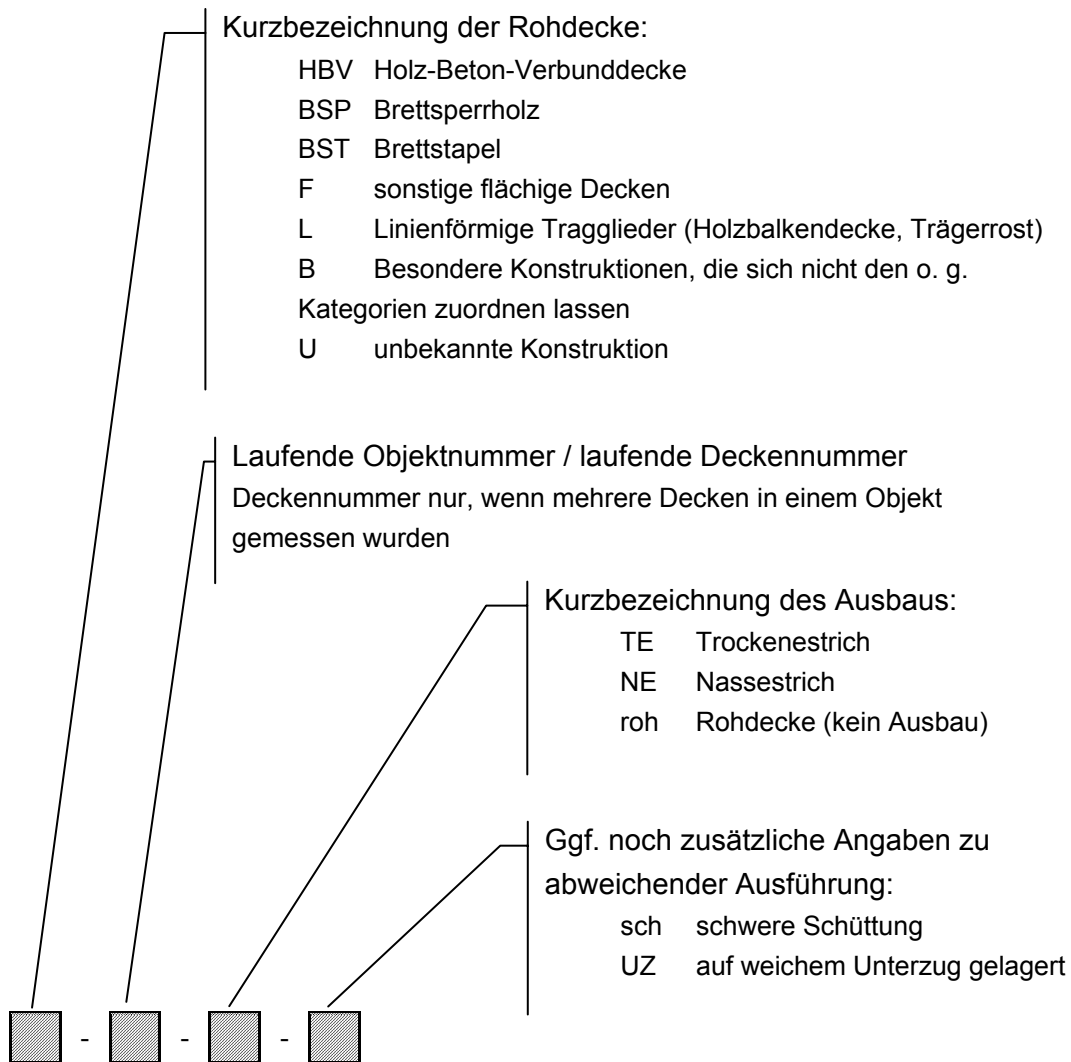 Kurzbezeichnung der Rohdecke:
HBV Holz-Beton-Verbunddecke
BSP Brettsperrholz
BST Brettstapel
F sonstige flächige Decken
L Linienförmige Tragglieder (Holzbalkendecke, Trägerrost)
B Besondere Konstruktionen, die sich nicht den o. g.
Kategorien zuordnen lassen
U unbekannte Konstruktion
Laufende Objektnummer / laufende Deckennummer
Deckennummer nur, wenn mehrere Decken in einem Objekt
gemessen wurden
Kurzbezeichnung des Ausbaus:
TE Trockenestrich
NE Nassestrich
roh Rohdecke (kein Ausbau)
Ggf. noch zusätzliche Angaben zu
abweichender Ausführung:
sch schwere Schüttung
UZ auf weichem Unterzug gelagert
- - -